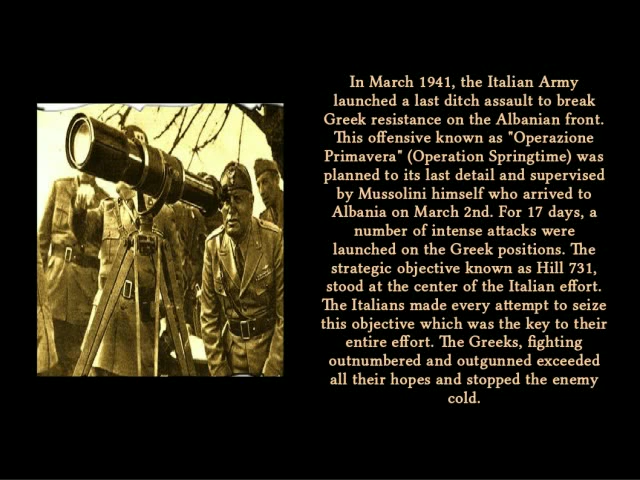 In March 1941, the Italian Army
launched a last ditch assault to break
Greek resistance on the Albanian front.
This offensive known as "Operazione
Primavera" (Operation Springtime) was
planned to its last detail and supervised
by Mussolini himself who arrived to
Albania on March 2nd. For 17 days, a
number of intense attacks were
launched on the Greek positions. The
strategic objective known as Hill 731,
stood at the center of the Italian effort.
The Italians made every attempt to seize
this objective which was the key to their
entire effort. The Greeks, fighting
outnumbered and outgunned exceeded
all their hopes and stopped the enemy
cold.